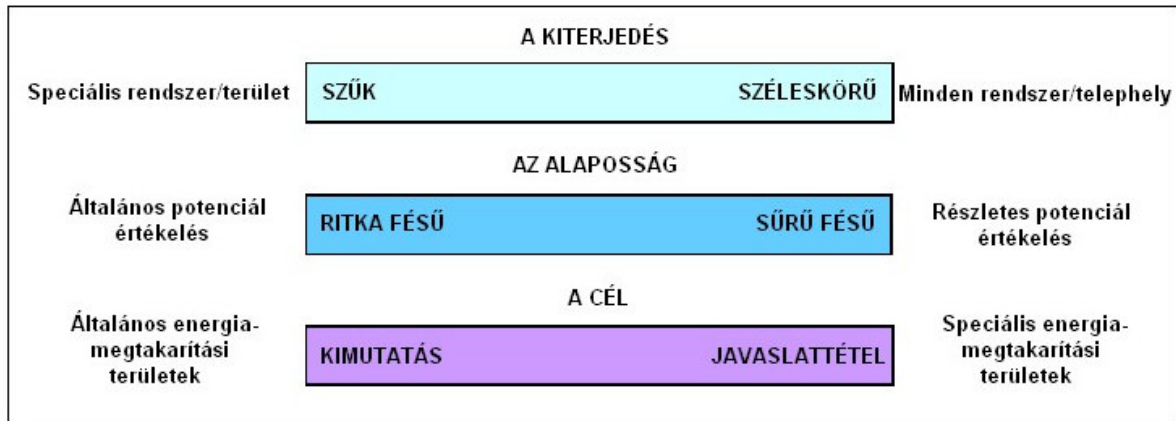 A KITERJEDÉS
Speciális rendszer/terület
SZŰK
SZÉLESKÖRŰ
Minden rendszer/telephely
AZ ALAPOSSÁG
Általános potenciál
értékelés
RITKA FÉSŰ
SŰRŰ FÉSŰ
Részletes potenciál
értékelés
A CÉL
Általános energia-
megtakarítási
területek
KIMUTATÁS
JAVASLATTÉTEL
Speciális energia-
megtakarítási
területek